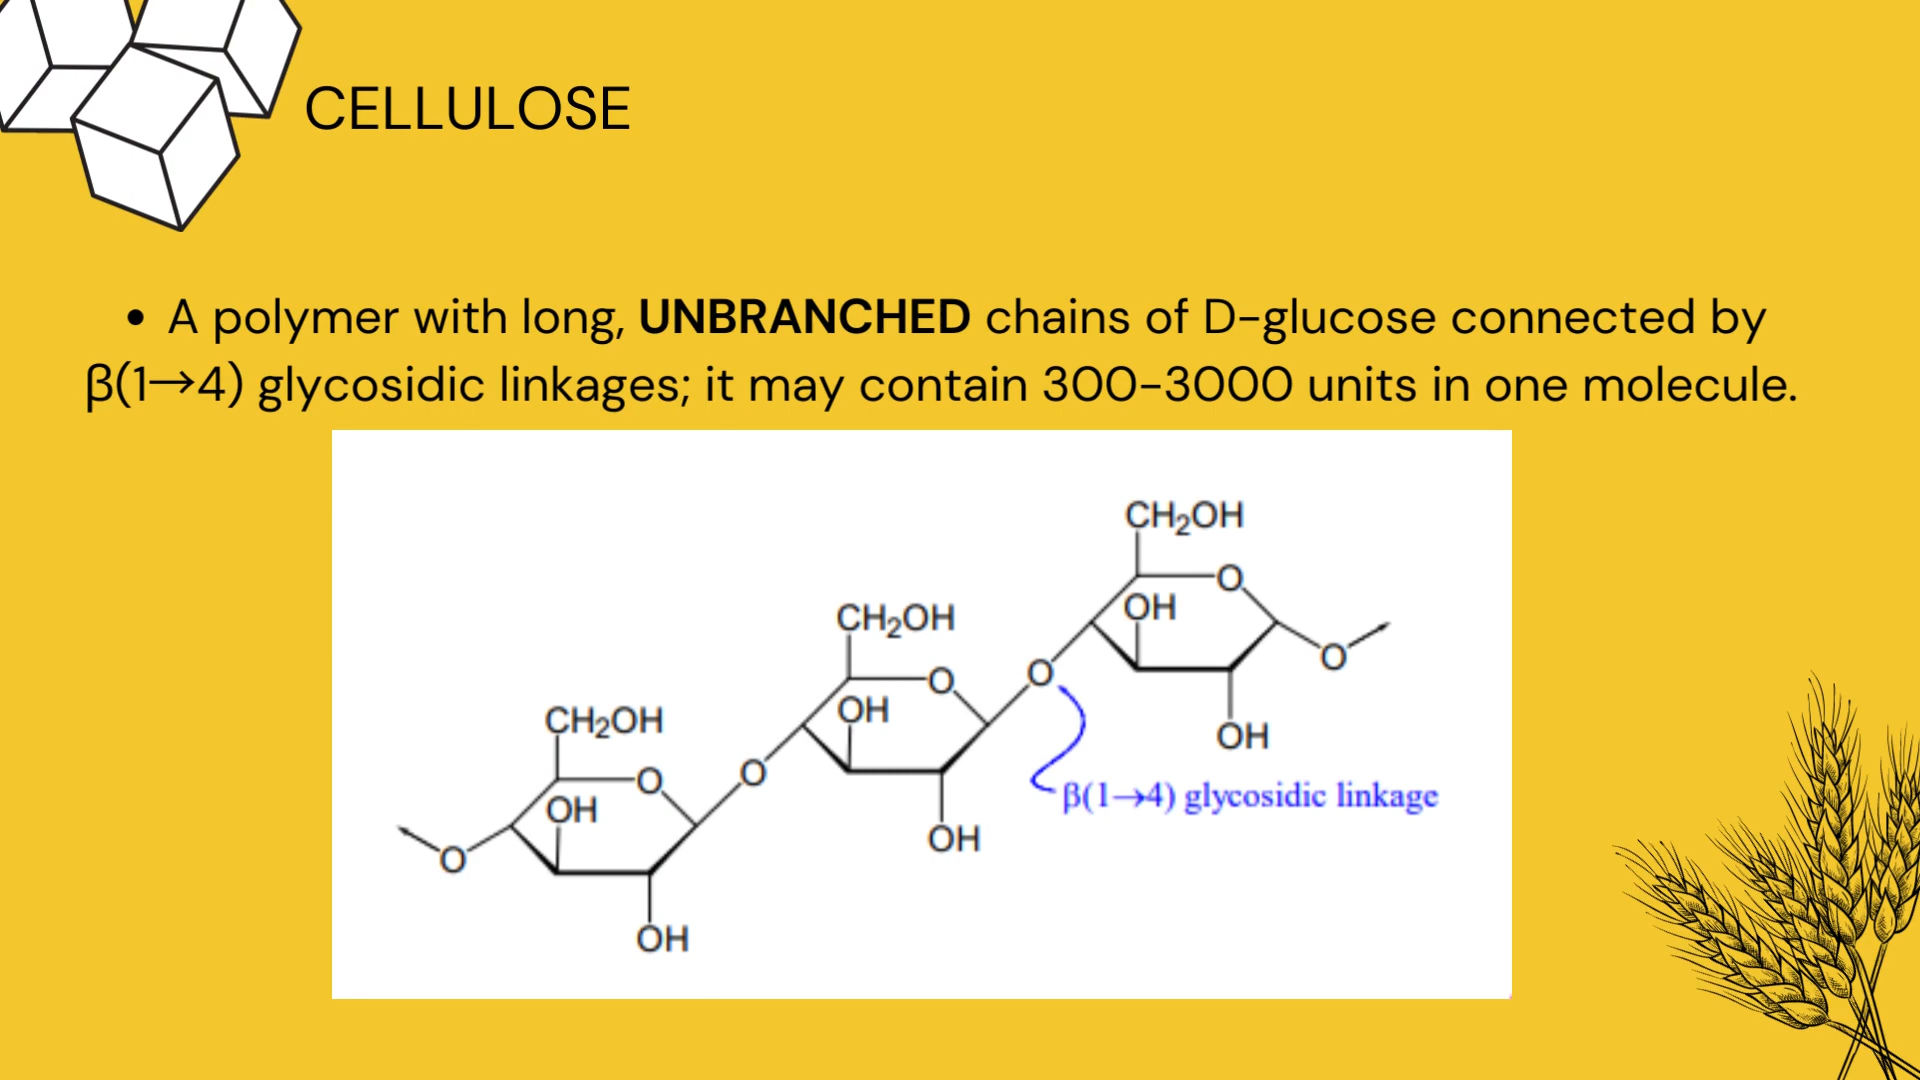 CELLULOSE
• A polymer with long, UNBRANCHED chains of D-glucose connected by
β(1→4) glycosidic linkages; it may contain 300-3000 units in one molecule.
CH₂OH
O
OH
CH₂OH
O
OH
O
OH
β(1→4) glycosidic linkage
CH₂OH
O
OH
O
OH
O
O
OH